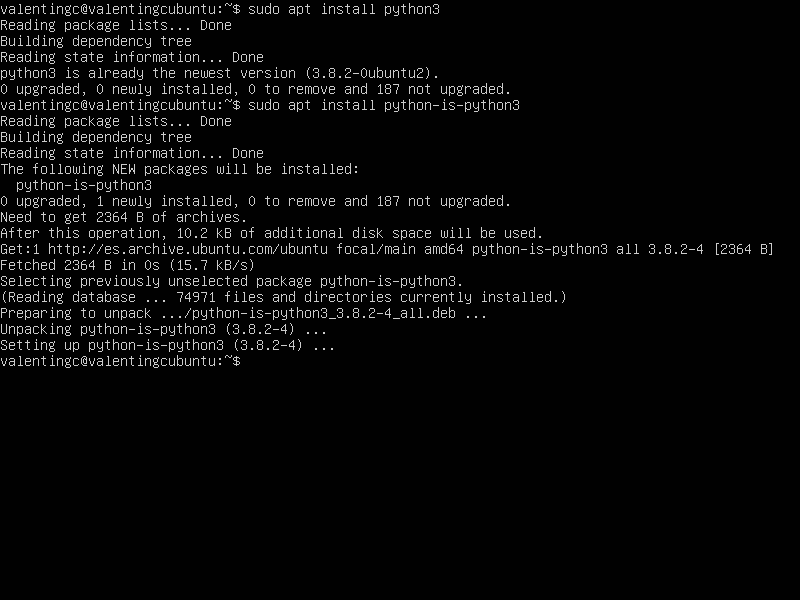 valentingc@valentingcubuntu:~$ sudo apt install python3
Reading package lists... Done
Building dependency tree
Reading state information... Done
python3 is already the newest version (3.8.2-0ubuntu2).
0 upgraded, 0 newly installed, 0 to remove and 187 not upgraded.
valentingc@valentingcubuntu:~$ sudo apt install python-is-python3
Reading package lists... Done
Building dependency tree
Reading state information... Done
The following NEW packages will be installed:
  python-is-python3
0 upgraded, 1 newly installed, 0 to remove and 187 not upgraded.
Need to get 2364 B of archives.
After this operation, 10.2 kB of additional disk space will be used.
Get:1 http://es.archive.ubuntu.com/ubuntu focal/main amd64 python-is-python3 all 3.8.2-4 [2364 B]
Fetched 2364 B in 0s (15.7 kB/s)
Selecting previously unselected package python-is-python3.
(Reading database ... 74971 files and directories currently installed.)
Preparing to unpack .../python-is-python3_3.8.2-4_all.deb ...
Unpacking python-is-python3 (3.8.2-4) ...
Setting up python-is-python3 (3.8.2-4) ...
valentingc@valentingcubuntu:~$